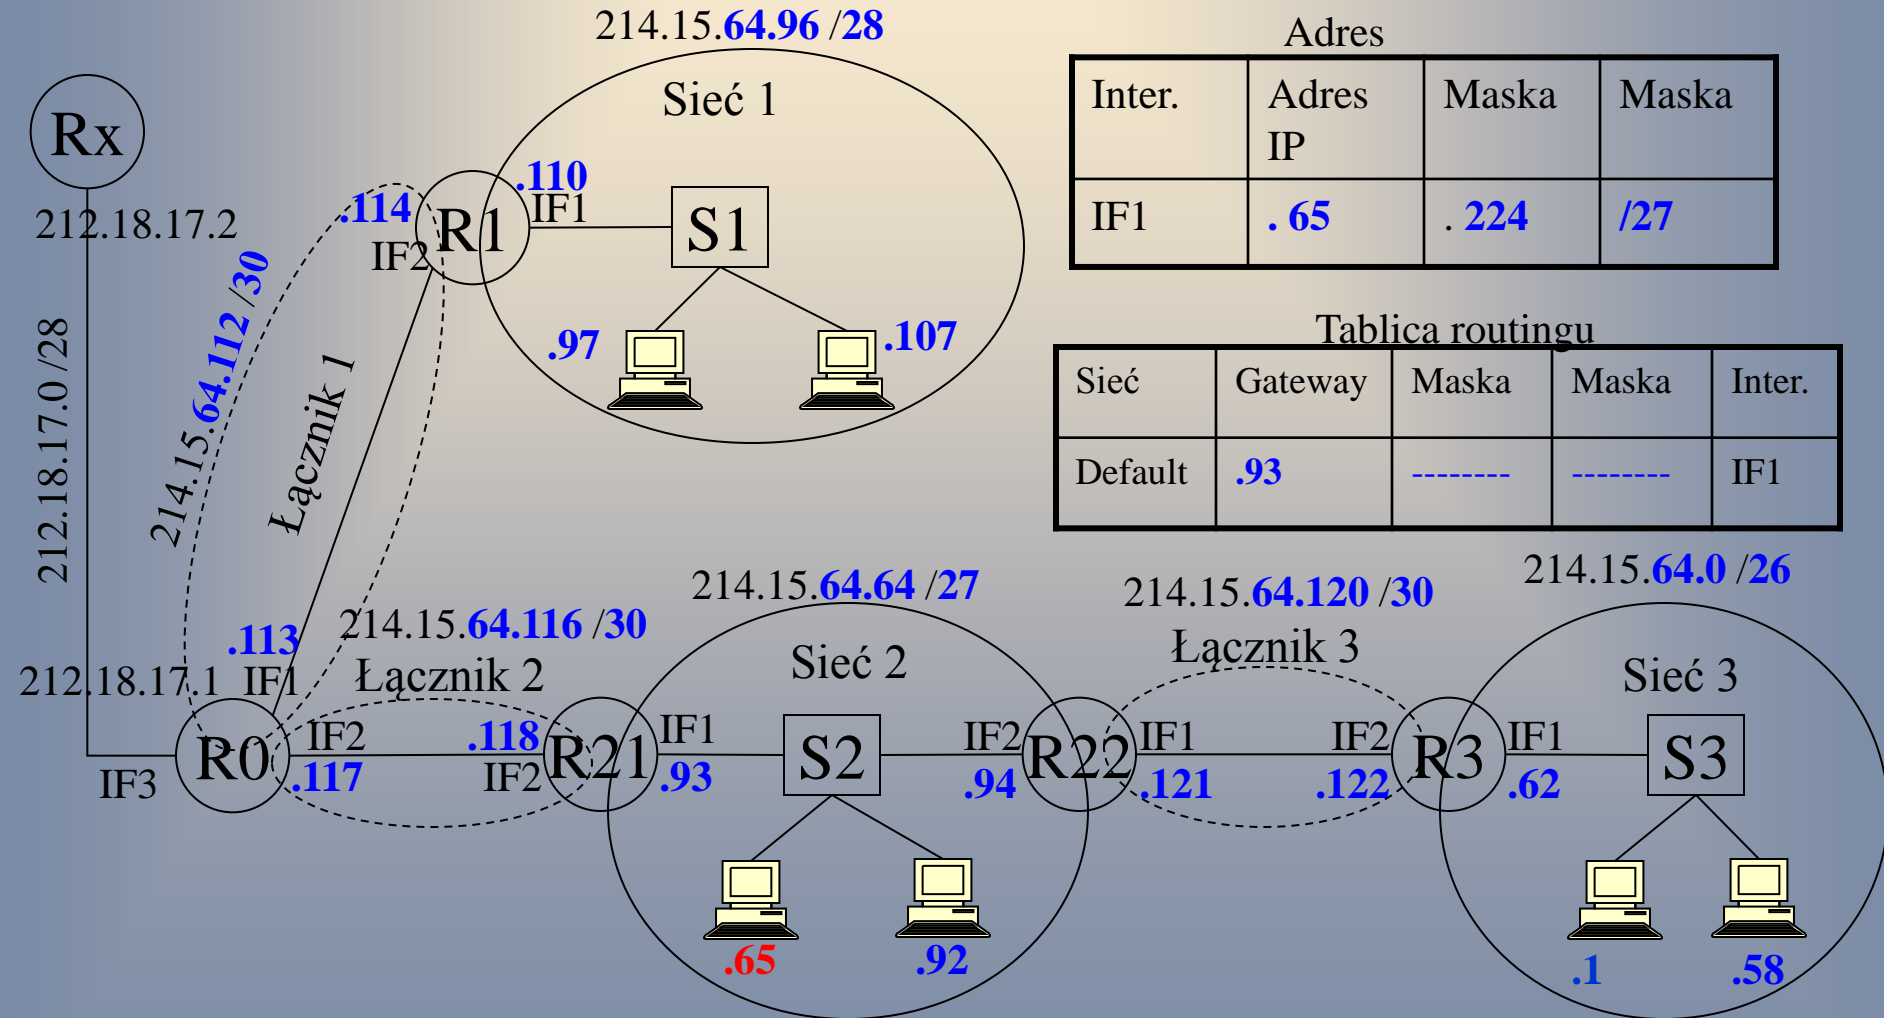 214.15.64.96 /28
Adres
Inter. Adres IP Maska Maska
IF1 . 65 . 224 /27
Sieć 1
Rx
212.18.17.2
.114
.110
IF1
R1
IF2
S1
.97
.107
212.18.17.0 /28
214.15.64.112 /30
Łącznik 1
Tablica routingu
Sieć Gateway Maska Maska Inter.
Default .93 -------- -------- IF1
214.15.64.64 /27
214.15.64.120 /30
214.15.64.0 /26
214.15.64.116 /30
.113
Łącznik 2
Sieć 2
Łącznik 3
Sieć 3
212.18.17.1 IF1
R0
IF2
.117
IF3
.118
IF2
R21
IF1
.93
S2
IF2
.94
R22
IF1
.121
IF2
.122
R3
IF1
.62
S3
.65
.92
.1
.58